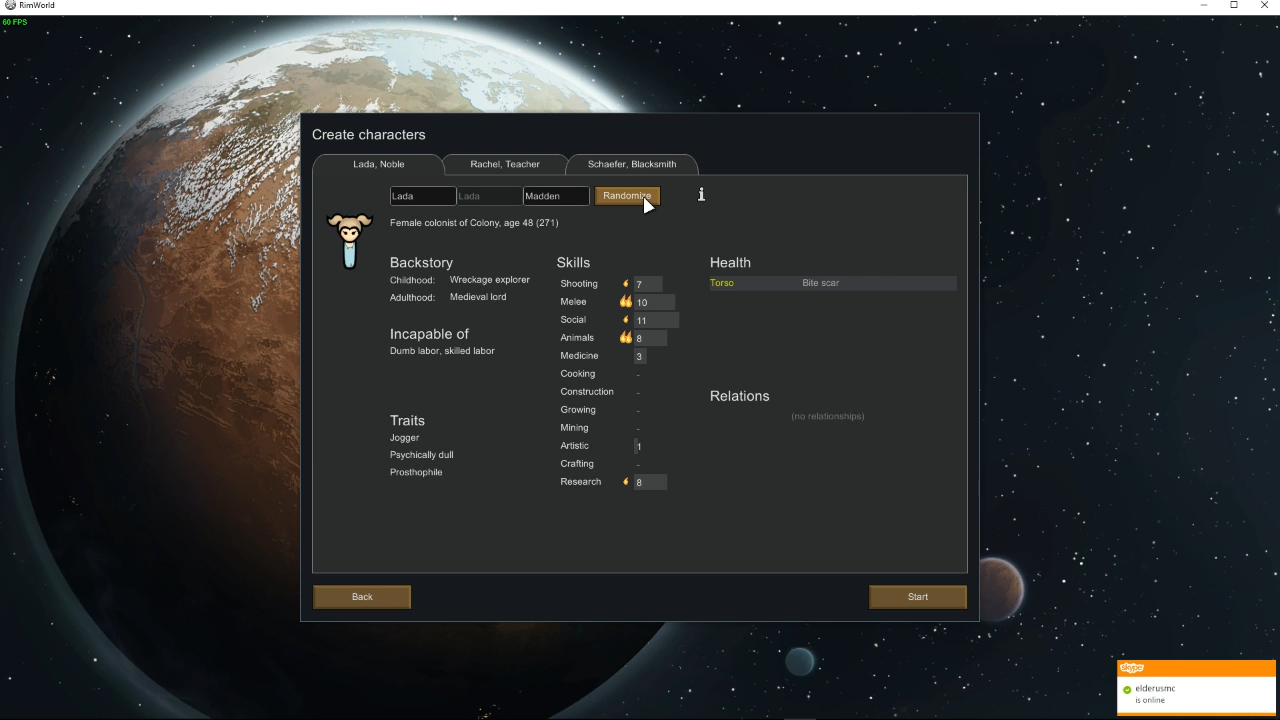 RimWorld
60 FPS
Create characters
Lada, Noble
Rachel, Teacher
Schaefer, Blacksmith
Lada
Lada
Madden
Randomize
Female colonist of Colony, age 48 (271)
Backstory
Childhood: Wreckage explorer
Adulthood: Medieval lord
Incapable of
Dumb labor, skilled labor
Traits
Jogger
Psychically dull
Prosthophile
Skills
Shooting 7
Melee 10
Social 11
Animals 8
Medicine 3
Cooking -
Construction -
Growing -
Mining -
Artistic 1
Crafting -
Research 8
Health
Torso Bite scar
Relations
(no relationships)
Back
Start
skype
elderusmc
is online